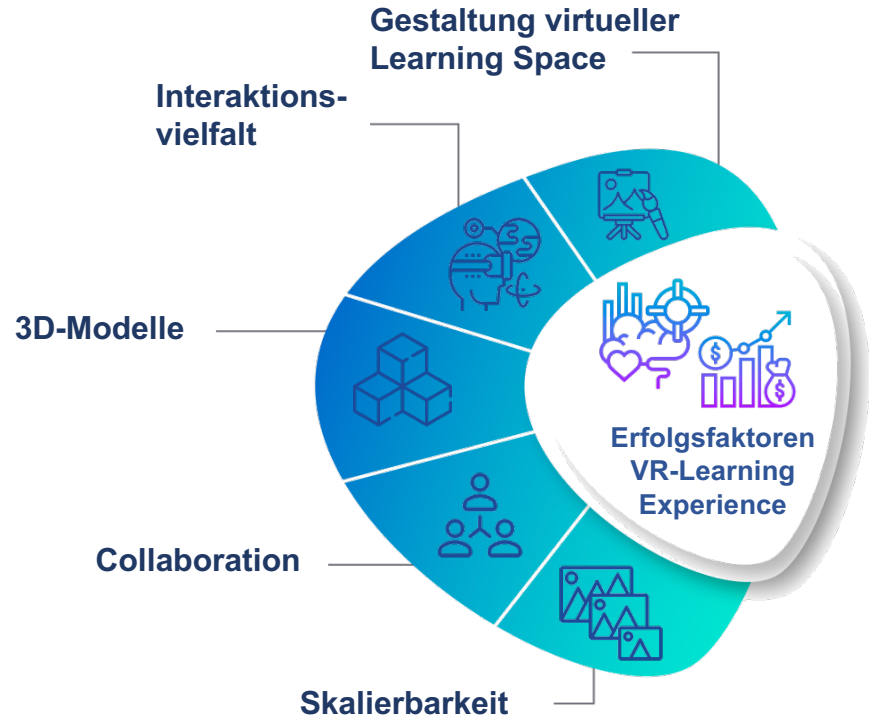 Gestaltung virtueller
Learning Space
Interaktions-
vielfalt
3D-Modelle
Collaboration
Skalierbarkeit
Erfolgsfaktoren
VR-Learning
Experience
$
$